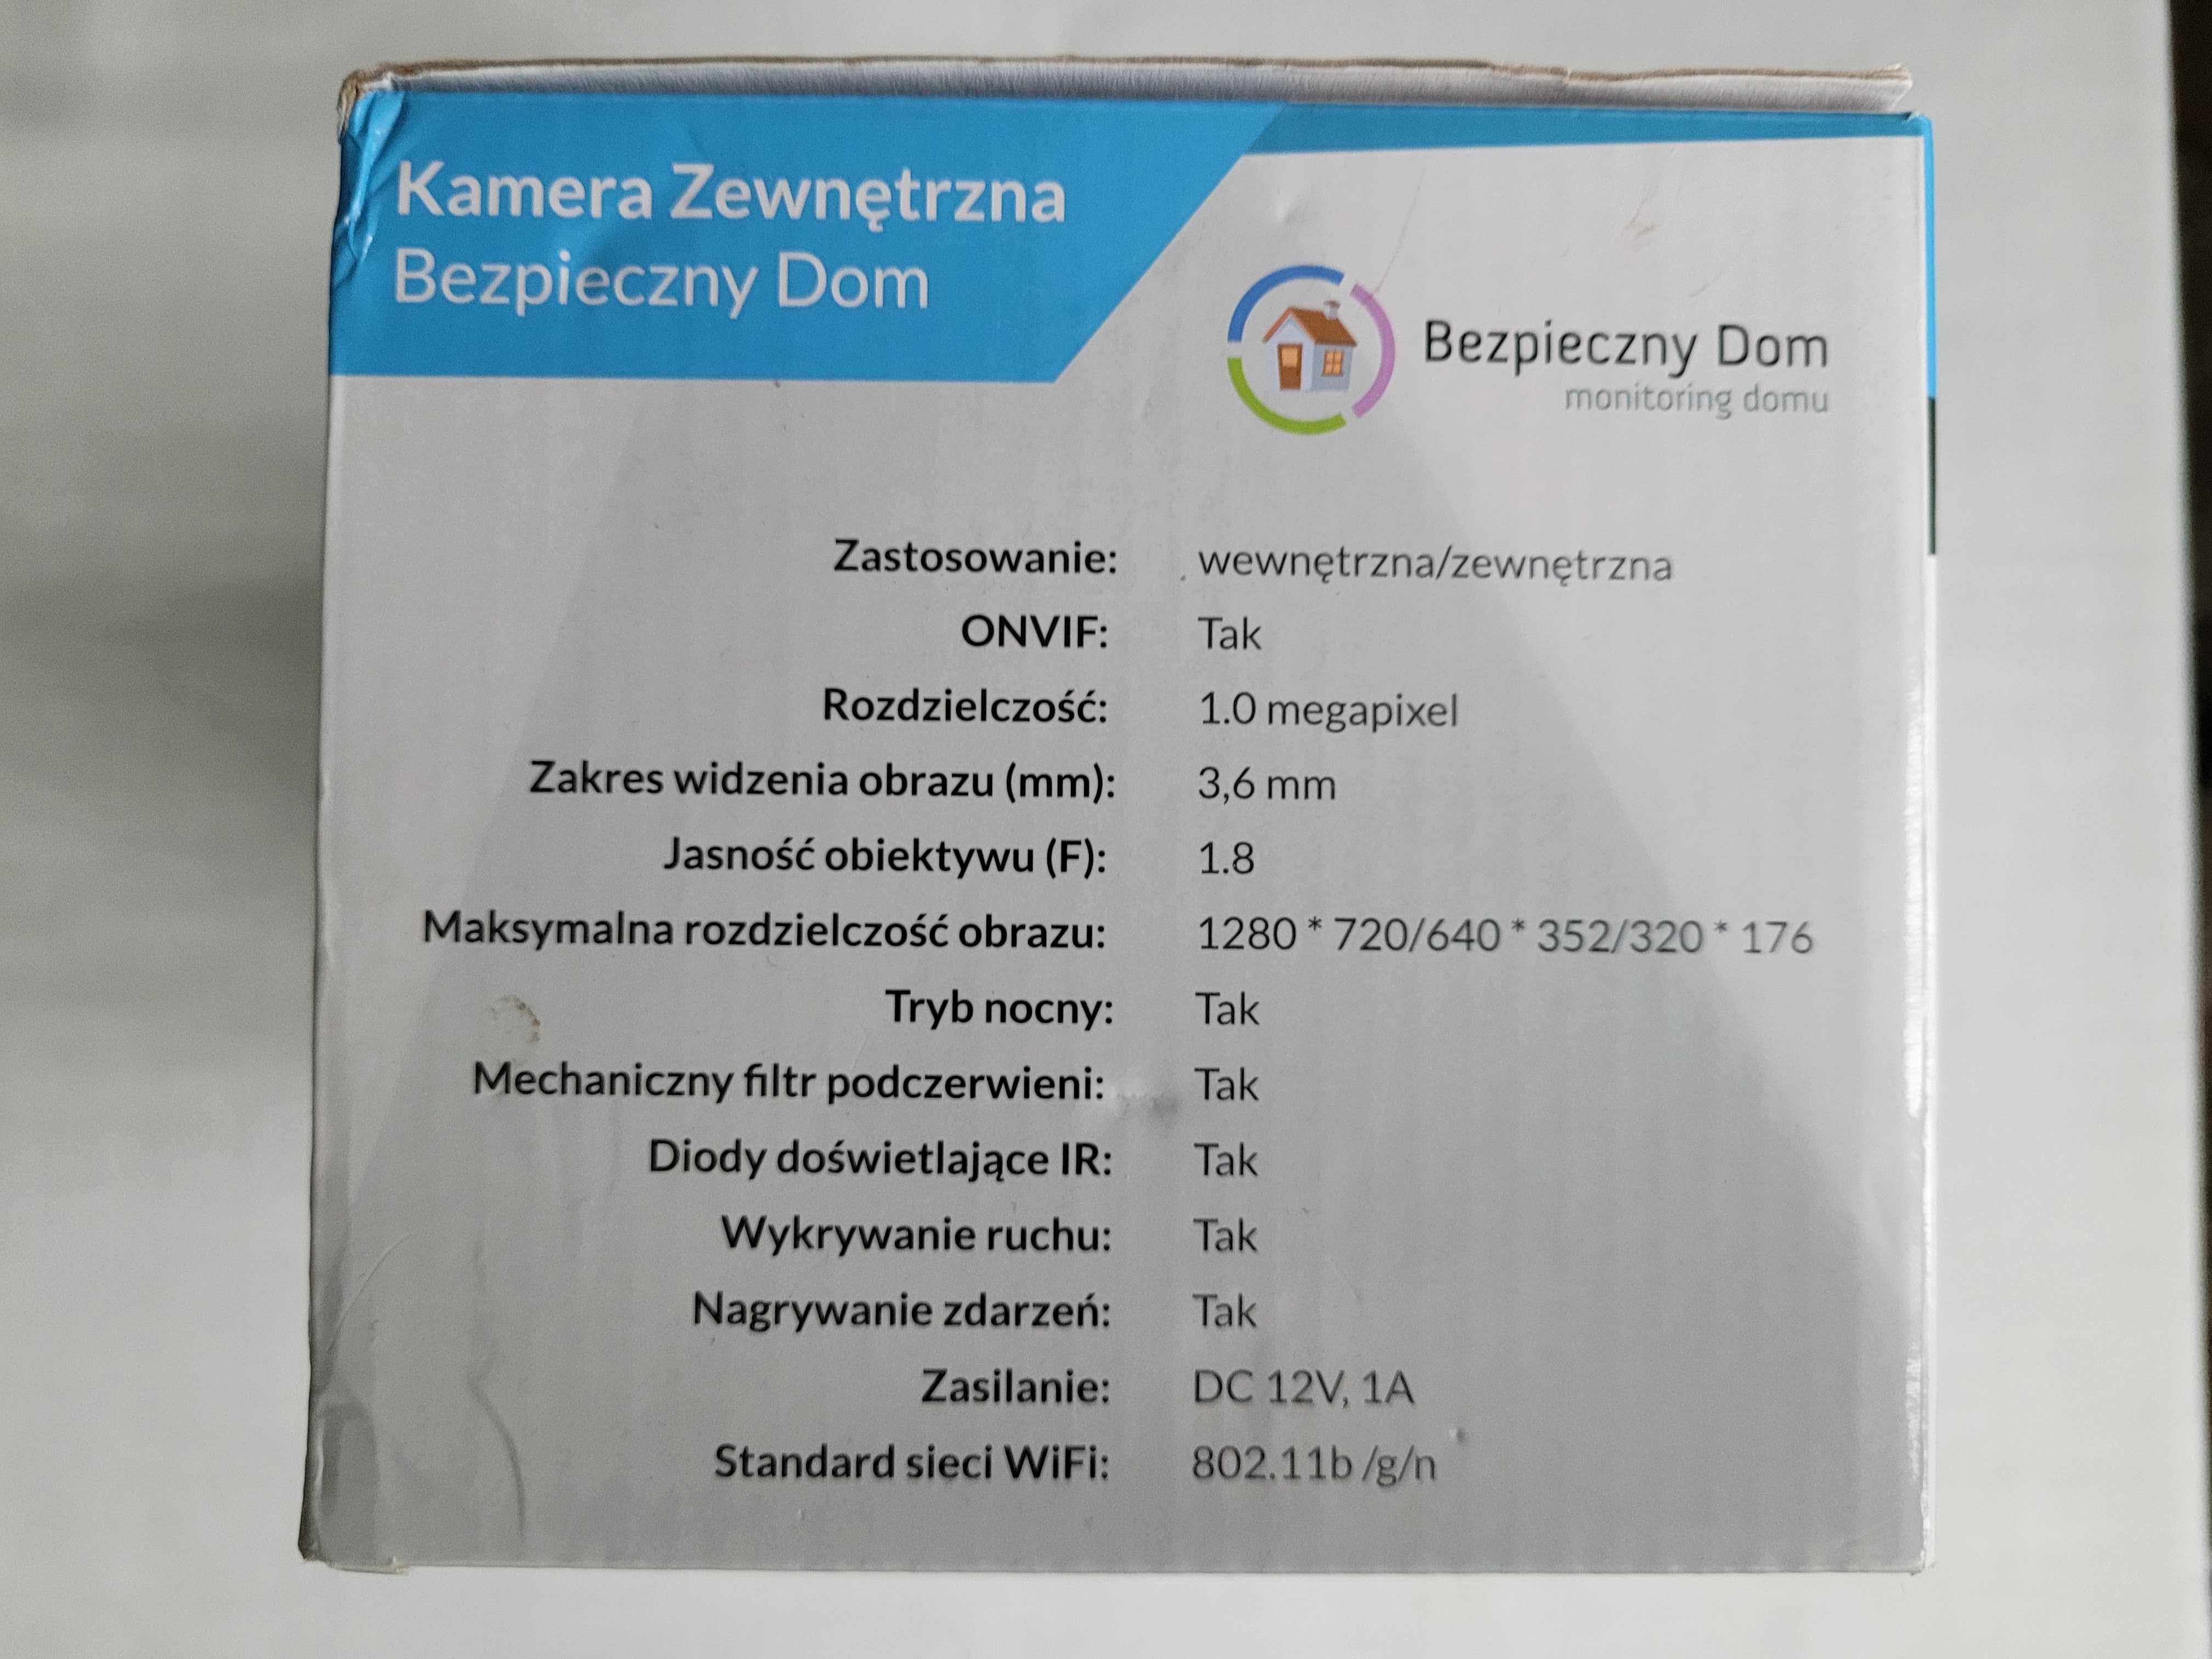 Kamera Zewnętrzna
Bezpieczny Dom
Bezpieczny Dom
monitoring domu
Zastosowanie: wewnętrzna/zewnętrzna
ONVIF: Tak
Rozdzielczość: 1.0 megapixel
Zakres widzenia obrazu (mm): 3,6 mm
Jasność obiektywu (F): 1.8
Maksymalna rozdzielczość obrazu: 1280 * 720/640 * 352/320 * 176
Tryb nocny: Tak
Mechaniczny filtr podczerwieni: Tak
Diody doświetlające IR: Tak
Wykrywanie ruchu: Tak
Nagrywanie zdarzeń: Tak
Zasilanie: DC 12V, 1A
Standard sieci WiFi: 802.11b /g/n